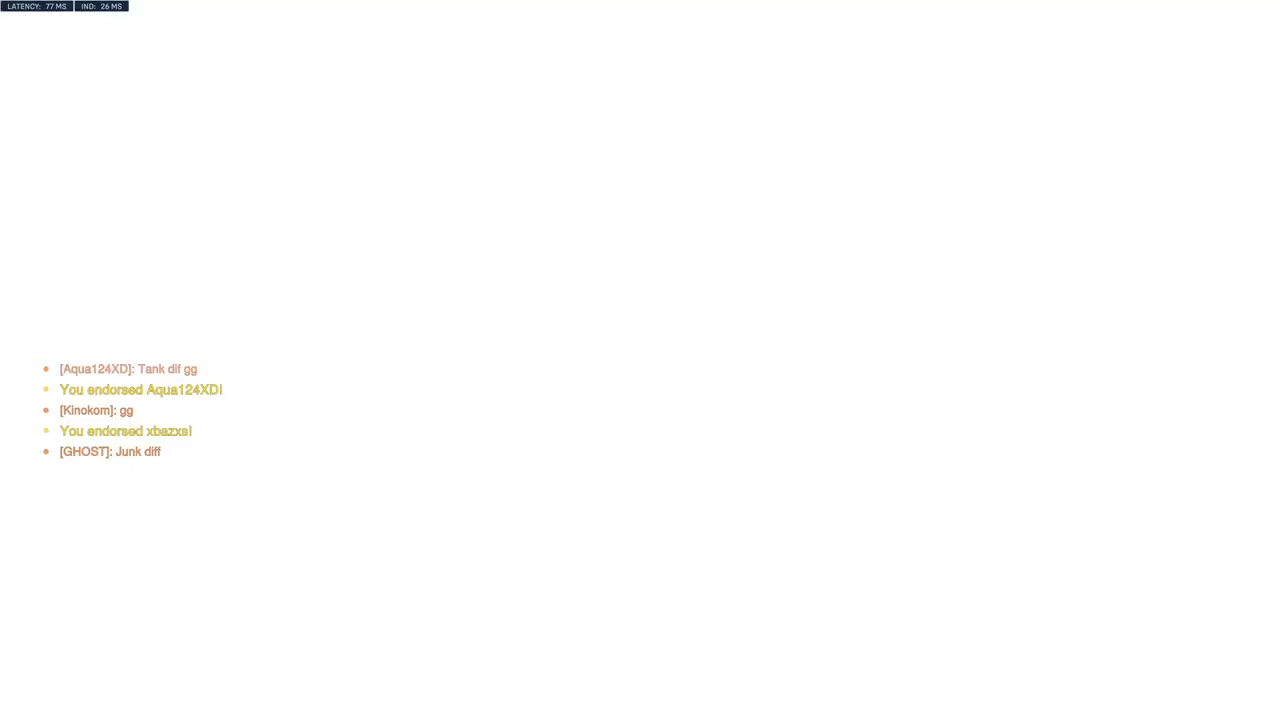 LATENCY: 77 MS IND: 26 MS
[Aqua124XD]: Tank dif gg
You endorsed Aqua124XD!
[Kinokom]: gg
You endorsed xbazxs!
[GHOST]: Junk diff